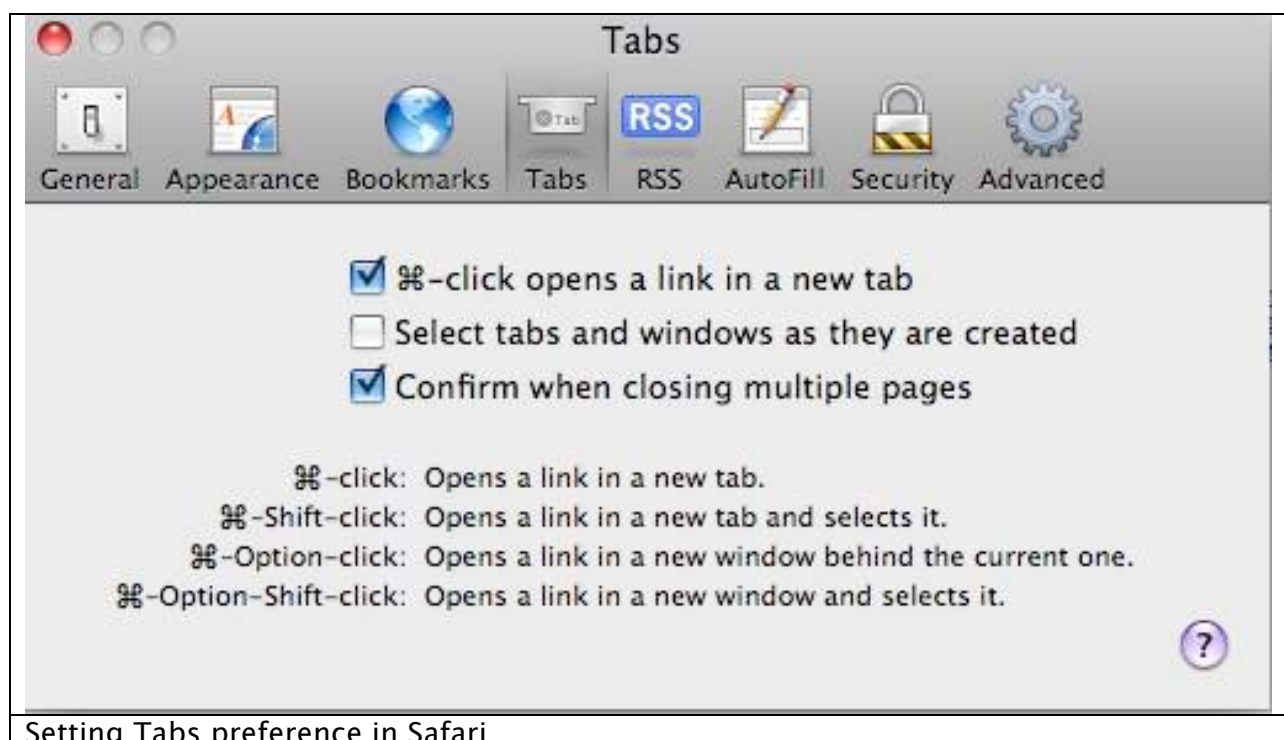 Tabs
Tab
RSS
General Appearance Bookmarks Tabs RSS AutoFill Security Advanced
⌘-click opens a link in a new tab
Select tabs and windows as they are created
Confirm when closing multiple pages
⌘-click: Opens a link in a new tab.
⌘-Shift-click: Opens a link in a new tab and selects it.
⌘-Option-click: Opens a link in a new window behind the current one.
⌘-Option-Shift-click: Opens a link in a new window and selects it.
?
Setting Tabs preference in Safari